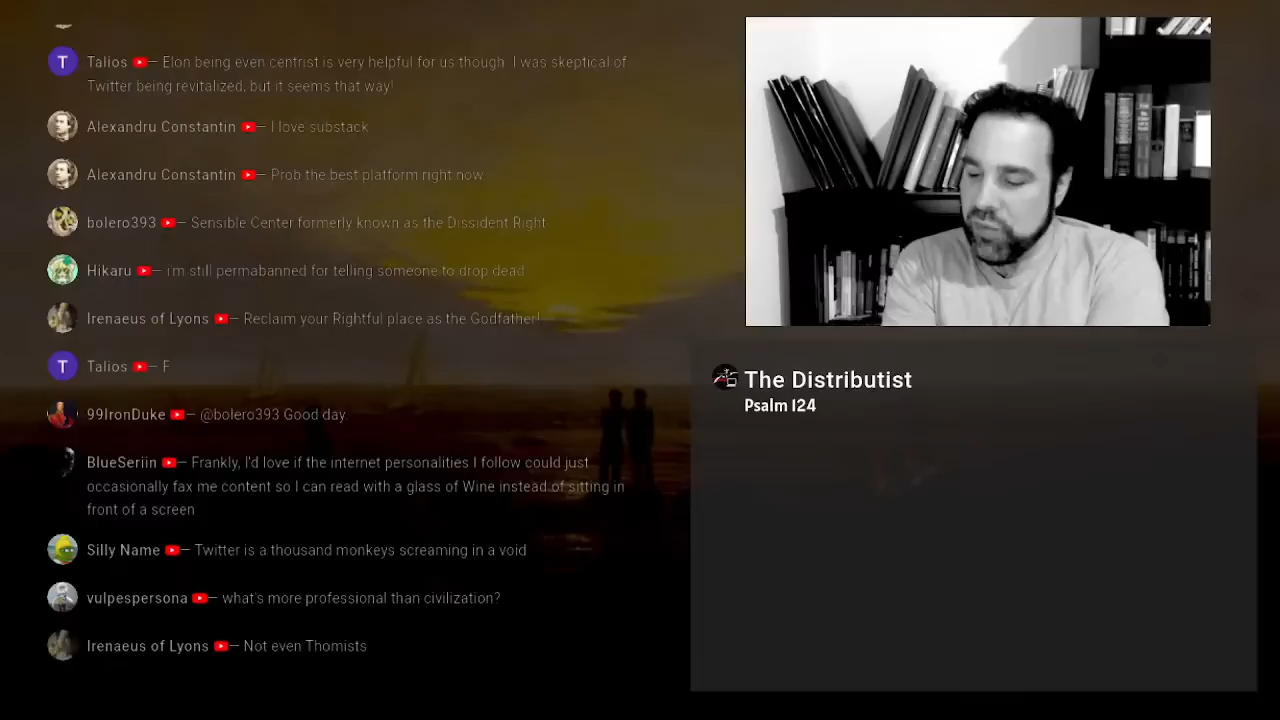 T Talios — Elon being even centrist is very helpful for us though. I was skeptical of
Twitter being revitalized, but it seems that way!
Alexandru Constantin — I love substack
Alexandru Constantin — Prob the best platform right now
bolero393 — Sensible Center formerly known as the Dissident Right
Hikaru — i'm still permabanned for telling someone to drop dead
Irenaeus of Lyons — Reclaim your Rightful place as the Godfather!
T Talios — F
99IronDuke — @bolero393 Good day.
BlueSeriin — Frankly, I'd love if the internet personalities I follow could just
occasionally fax me content so I can read with a glass of Wine instead of sitting in
front of a screen
Silly Name — Twitter is a thousand monkeys screaming in a void
vulpespersona — what's more professional than civilization?
Irenaeus of Lyons — Not even Thomists
The Distributist
Psalm 124